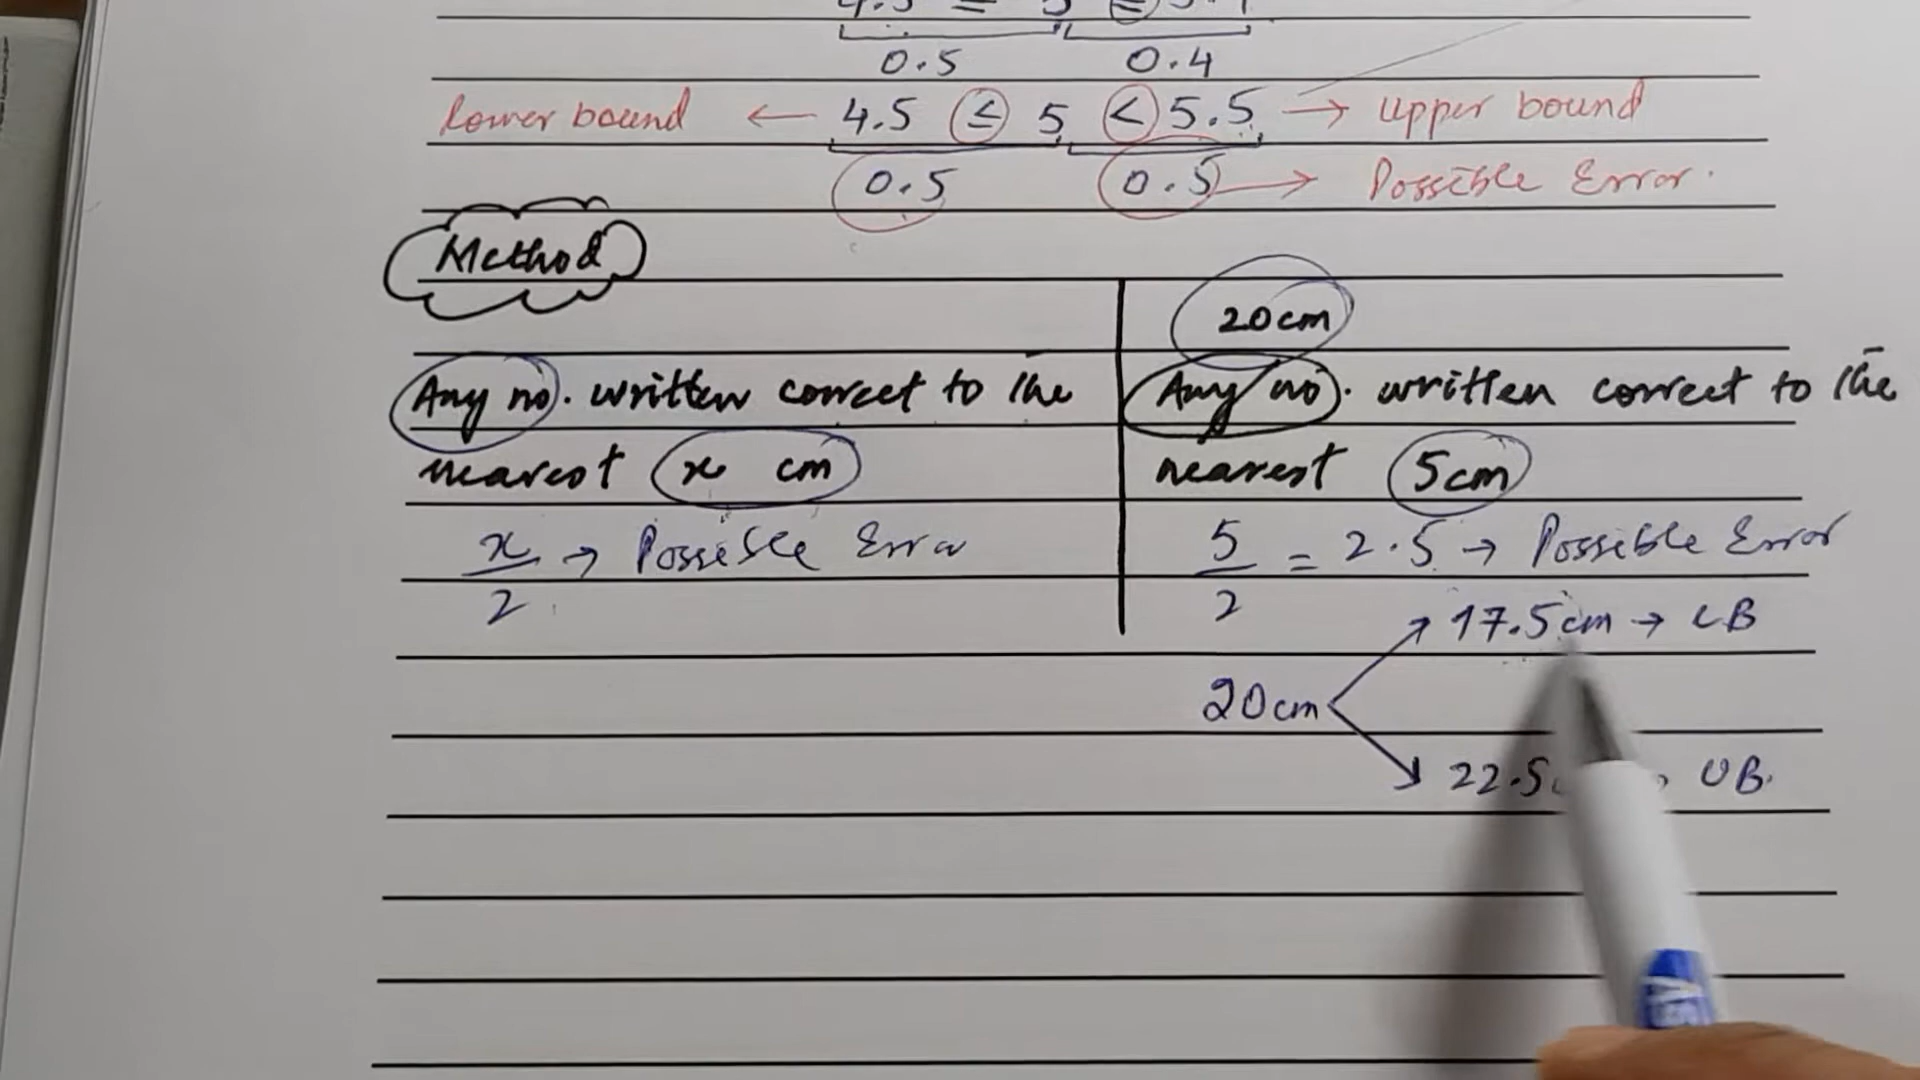 0.5 0.4
Lower bound ← 4.5 ≤ 5 < 5.5 → upper bound
0.5 0.5 → Possible Error.
Method
20cm
Any no. written correct to the
nearest x cm
x/2 → Possible Error
Any no. written correct to the
nearest 5cm
5/2 = 2.5 → Possible Error
17.5cm → LB
20cm
22.5 UB.